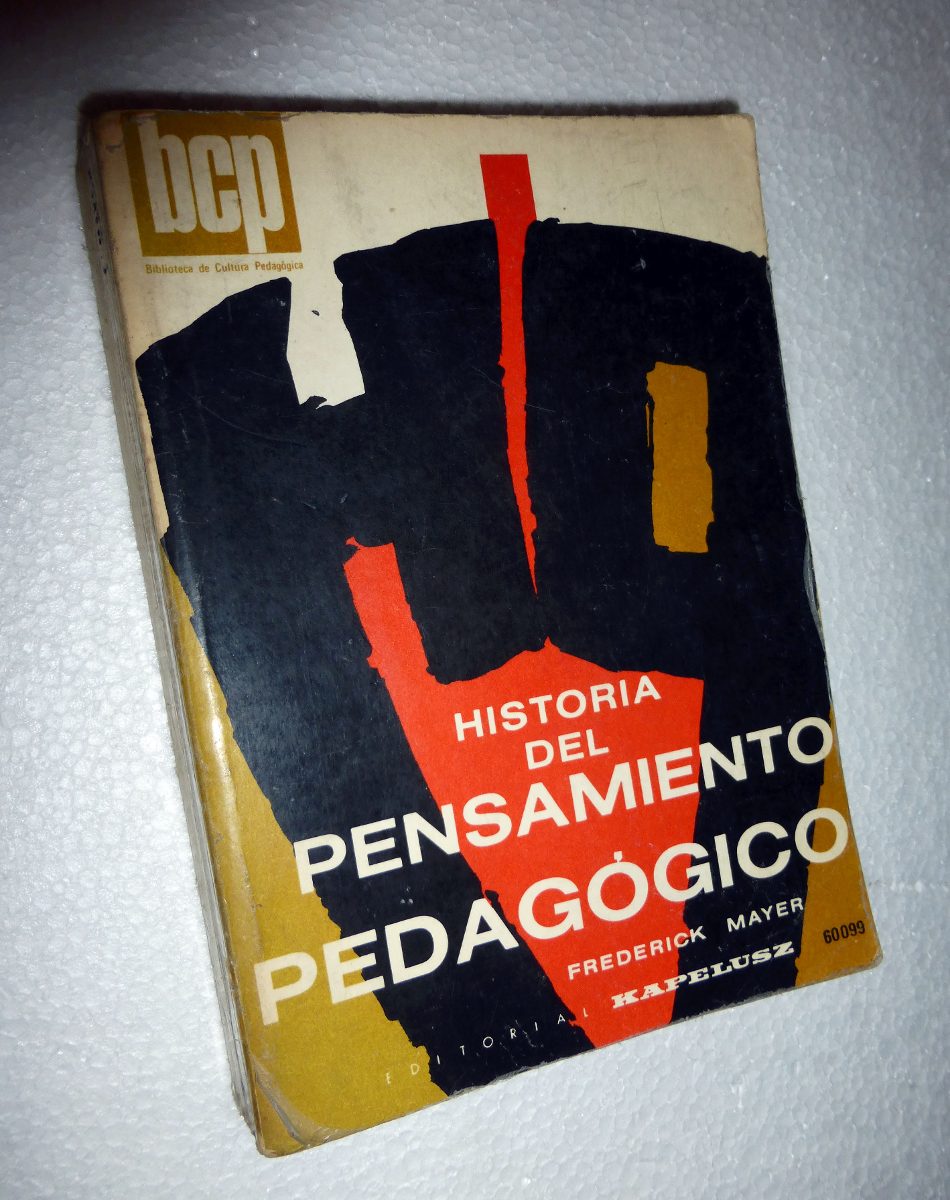 bcp
Biblioteca de Cultura Pedagógica
HISTORIA
DEL
PENSAMIENTO
PEDAGÓGICO
FREDERICK MAYER
60099
EDITORIAL KAPELUSZ